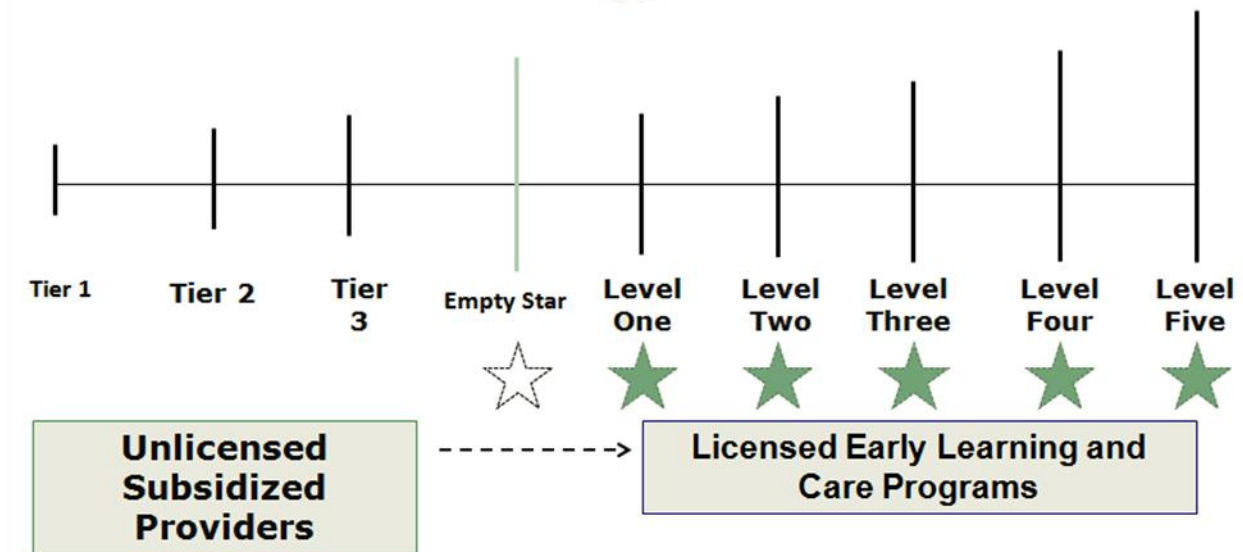 Tier 1
Tier 2
Tier
3
Empty Star
Level
One
Level
Two
Level
Three
Level
Four
Level
Five
Unlicensed
Subsidized
Providers
Licensed Early Learning and
Care Programs